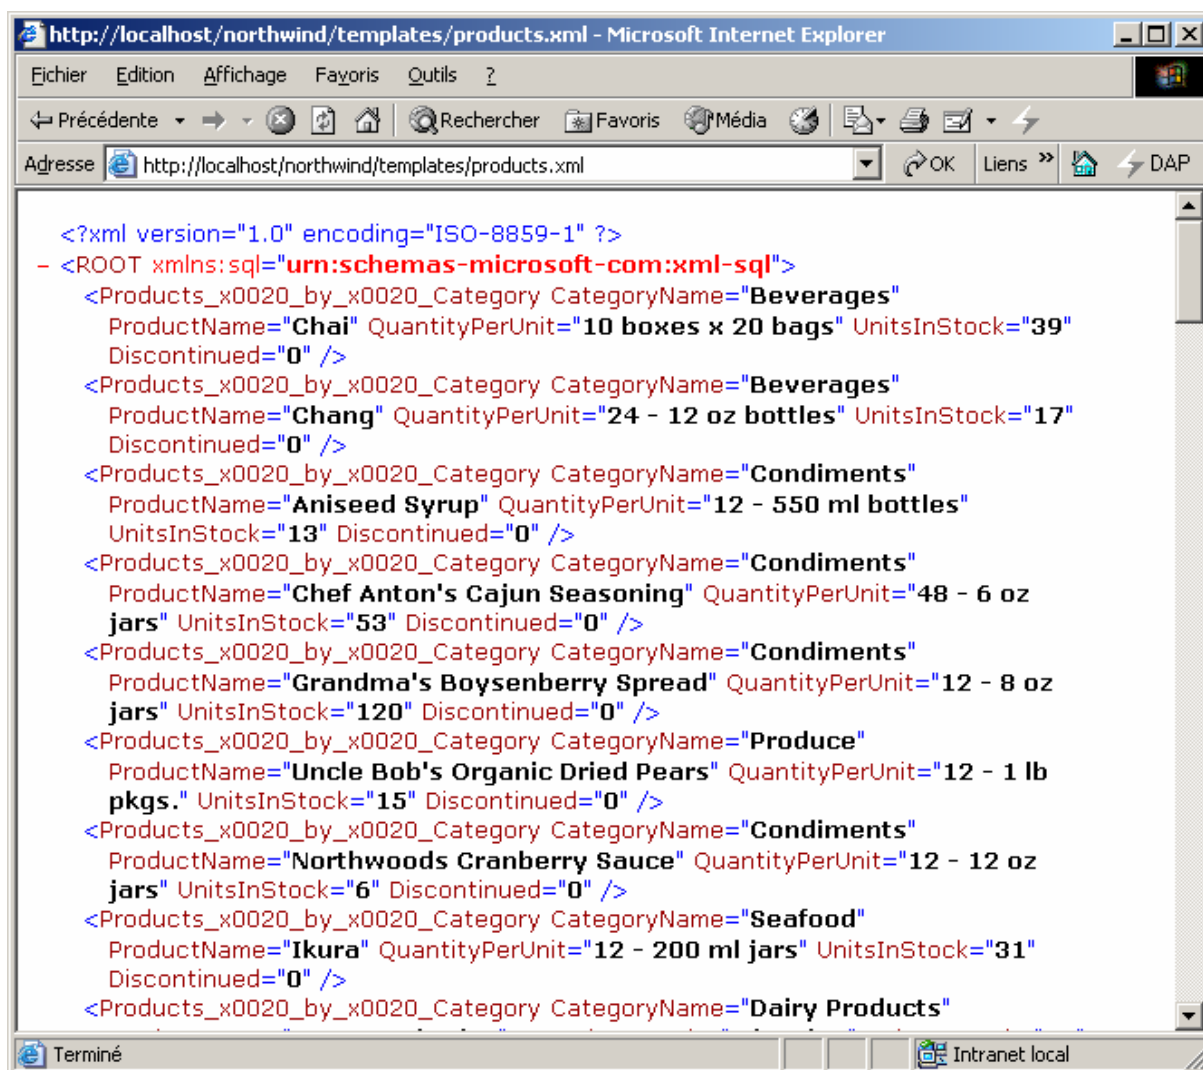 http://localhost/northwind/templates/products.xml - Microsoft Internet Explorer
Fichier Edition Affichage Favoris Outils ?
Précédente Rechercher Favoris Média
Adresse http://localhost/northwind/templates/products.xml OK Liens » DAP
<?xml version="1.0" encoding="ISO-8859-1" ?>
- <ROOT xmlns:sql="urn:schemas-microsoft-com:xml-sql">
<Products_x0020_by_x0020_Category CategoryName="Beverages"
ProductName="Chai" QuantityPerUnit="10 boxes x 20 bags" UnitsInStock="39"
Discontinued="0" />
<Products_x0020_by_x0020_Category CategoryName="Beverages"
ProductName="Chang" QuantityPerUnit="24 - 12 oz bottles" UnitsInStock="17"
Discontinued="0" />
<Products_x0020_by_x0020_Category CategoryName="Condiments"
ProductName="Aniseed Syrup" QuantityPerUnit="12 - 550 ml bottles"
UnitsInStock="13" Discontinued="0" />
<Products_x0020_by_x0020_Category CategoryName="Condiments"
ProductName="Chef Anton's Cajun Seasoning" QuantityPerUnit="48 - 6 oz
jars" UnitsInStock="53" Discontinued="0" />
<Products_x0020_by_x0020_Category CategoryName="Condiments"
ProductName="Grandma's Boysenberry Spread" QuantityPerUnit="12 - 8 oz
jars" UnitsInStock="120" Discontinued="0" />
<Products_x0020_by_x0020_Category CategoryName="Produce"
ProductName="Uncle Bob's Organic Dried Pears" QuantityPerUnit="12 - 1 lb
pkgs." UnitsInStock="15" Discontinued="0" />
<Products_x0020_by_x0020_Category CategoryName="Condiments"
ProductName="Northwoods Cranberry Sauce" QuantityPerUnit="12 - 12 oz
jars" UnitsInStock="6" Discontinued="0" />
<Products_x0020_by_x0020_Category CategoryName="Seafood"
ProductName="Ikura" QuantityPerUnit="12 - 200 ml jars" UnitsInStock="31"
Discontinued="0" />
<Products_x0020_by_x0020_Category CategoryName="Dairy Products"
Terminé Intranet local